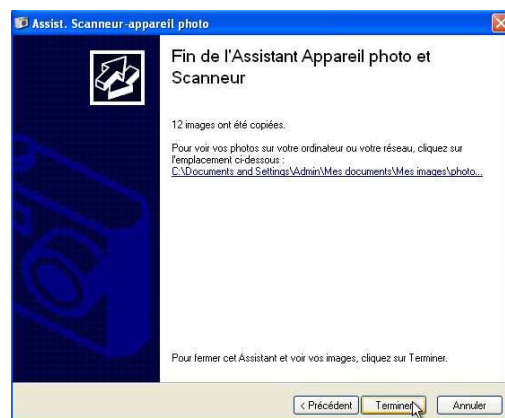 Assist. Scanneur-appareil photo
Fin de l'Assistant Appareil photo et
Scanneur
12 images ont été copiées.
Pour voir vos photos sur votre ordinateur ou votre réseau, cliquez sur
l'emplacement ci-dessous :
C:\Documents and Settings\Admin\Mes documents\Mes images\photo...
Pour fermer cet Assistant et voir vos images, cliquez sur Terminer.
< Précédent
Terminer
Annuler